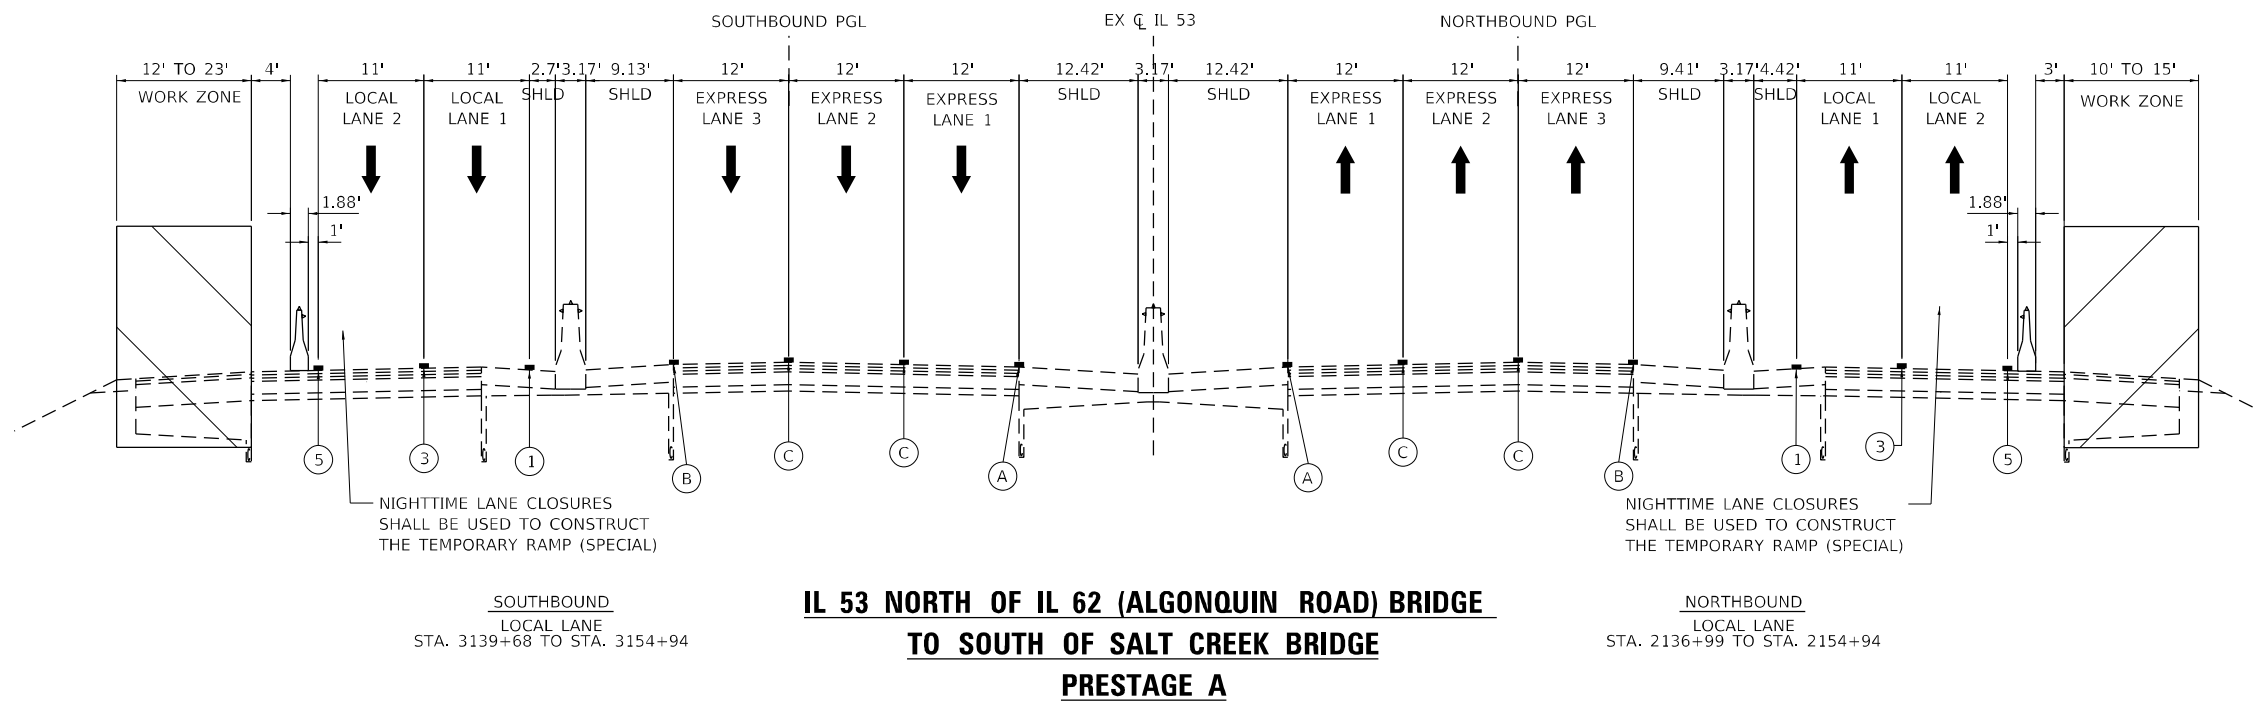 SOUTHBOUND PGL
EX ℄ IL 53
NORTHBOUND PGL
12' TO 23' 4' 11' 11' 2.7' 3.17' 9.13' 12' 12' 12' 12.42' 3.17' 12.42' 12' 12' 12' 9.41' 3.17' 4.42' 11' 11' 3' 10' TO 15'
WORK ZONE
LOCAL
LANE 2
LOCAL
LANE 1
SHLD
SHLD
EXPRESS
LANE 3
EXPRESS
LANE 2
EXPRESS
LANE 1
SHLD
SHLD
EXPRESS
LANE 1
EXPRESS
LANE 2
EXPRESS
LANE 3
SHLD
SHLD
LOCAL
LANE 1
LOCAL
LANE 2
WORK ZONE
1.88'
1'
1.88'
1'
5 3 1 B C C A A C C B 1 3 5
NIGHTTIME LANE CLOSURES
SHALL BE USED TO CONSTRUCT
THE TEMPORARY RAMP (SPECIAL)
NIGHTTIME LANE CLOSURES
SHALL BE USED TO CONSTRUCT
THE TEMPORARY RAMP (SPECIAL)
SOUTHBOUND
LOCAL LANE
STA. 3139+68 TO STA. 3154+94
IL 53 NORTH OF IL 62 (ALGONQUIN ROAD) BRIDGE
TO SOUTH OF SALT CREEK BRIDGE
PRESTAGE A
NORTHBOUND
LOCAL LANE
STA. 2136+99 TO STA. 2154+94